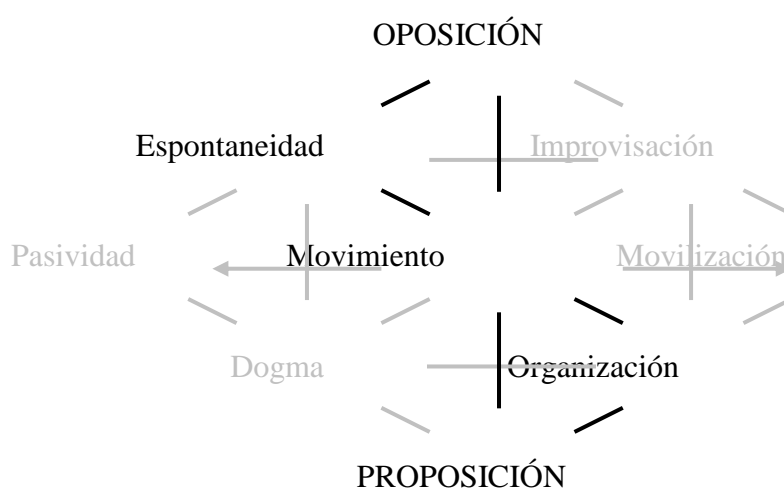 OPOSICIÓN
Espontaneidad Improvisación
Pasividad Movimiento Movilización
Dogma Organización
PROPOSICIÓN